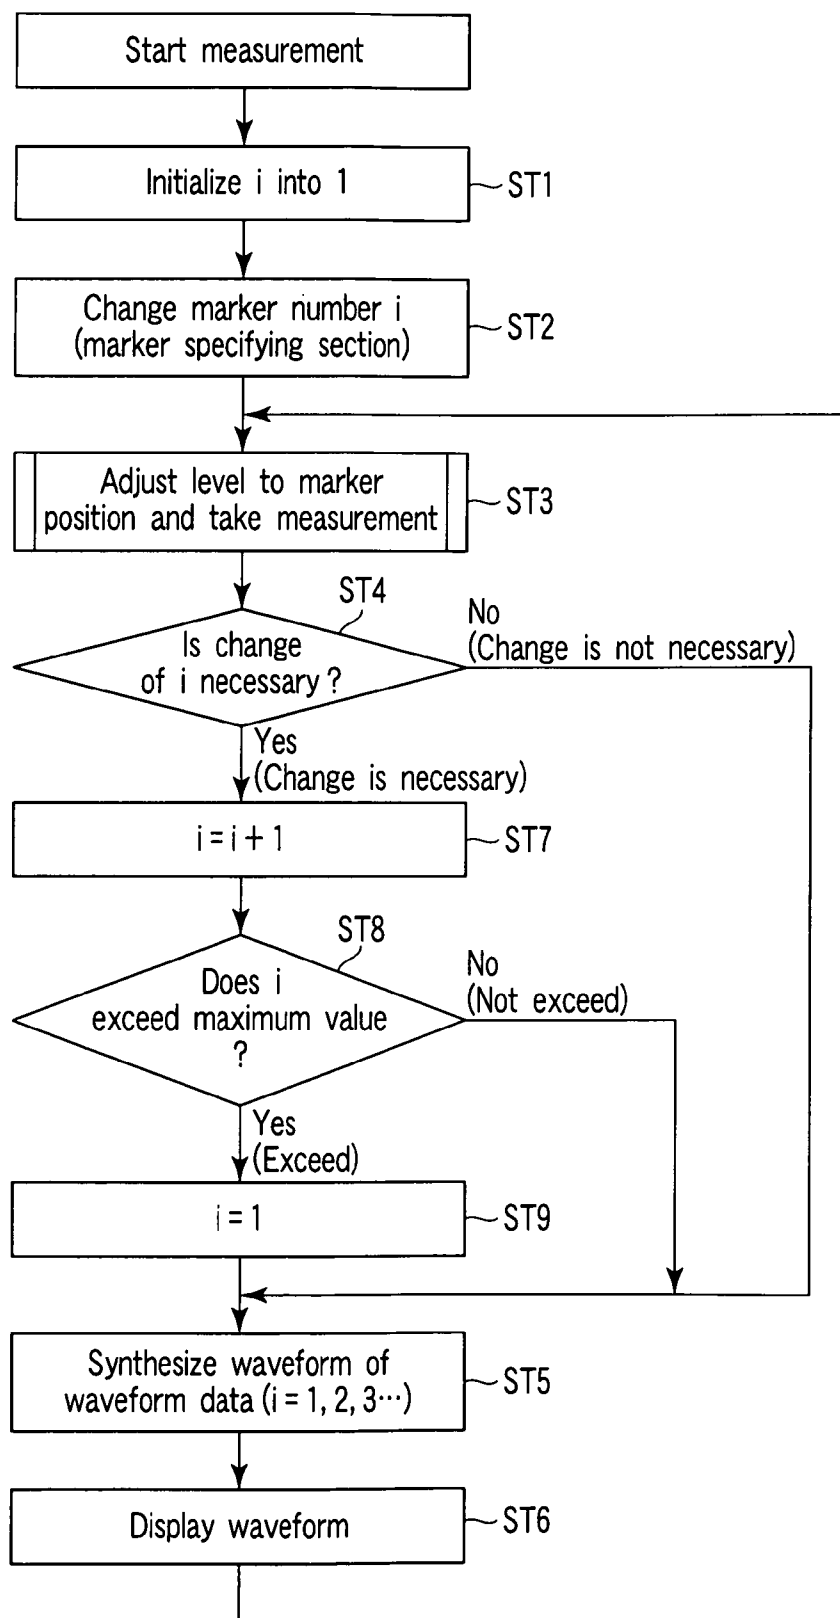 Start measurement
Initialize i into 1
ST1
Change marker number i
(marker specifying section)
ST2
Adjust level to marker
position and take measurement
ST3
ST4
Is change
of i necessary ?
No
(Change is not necessary)
Yes
(Change is necessary)
i = i + 1
ST7
ST8
Does i
exceed maximum value
?
No
(Not exceed)
Yes
(Exceed)
i = 1
ST9
Synthesize waveform of
waveform data (i = 1, 2, 3···)
ST5
Display waveform
ST6